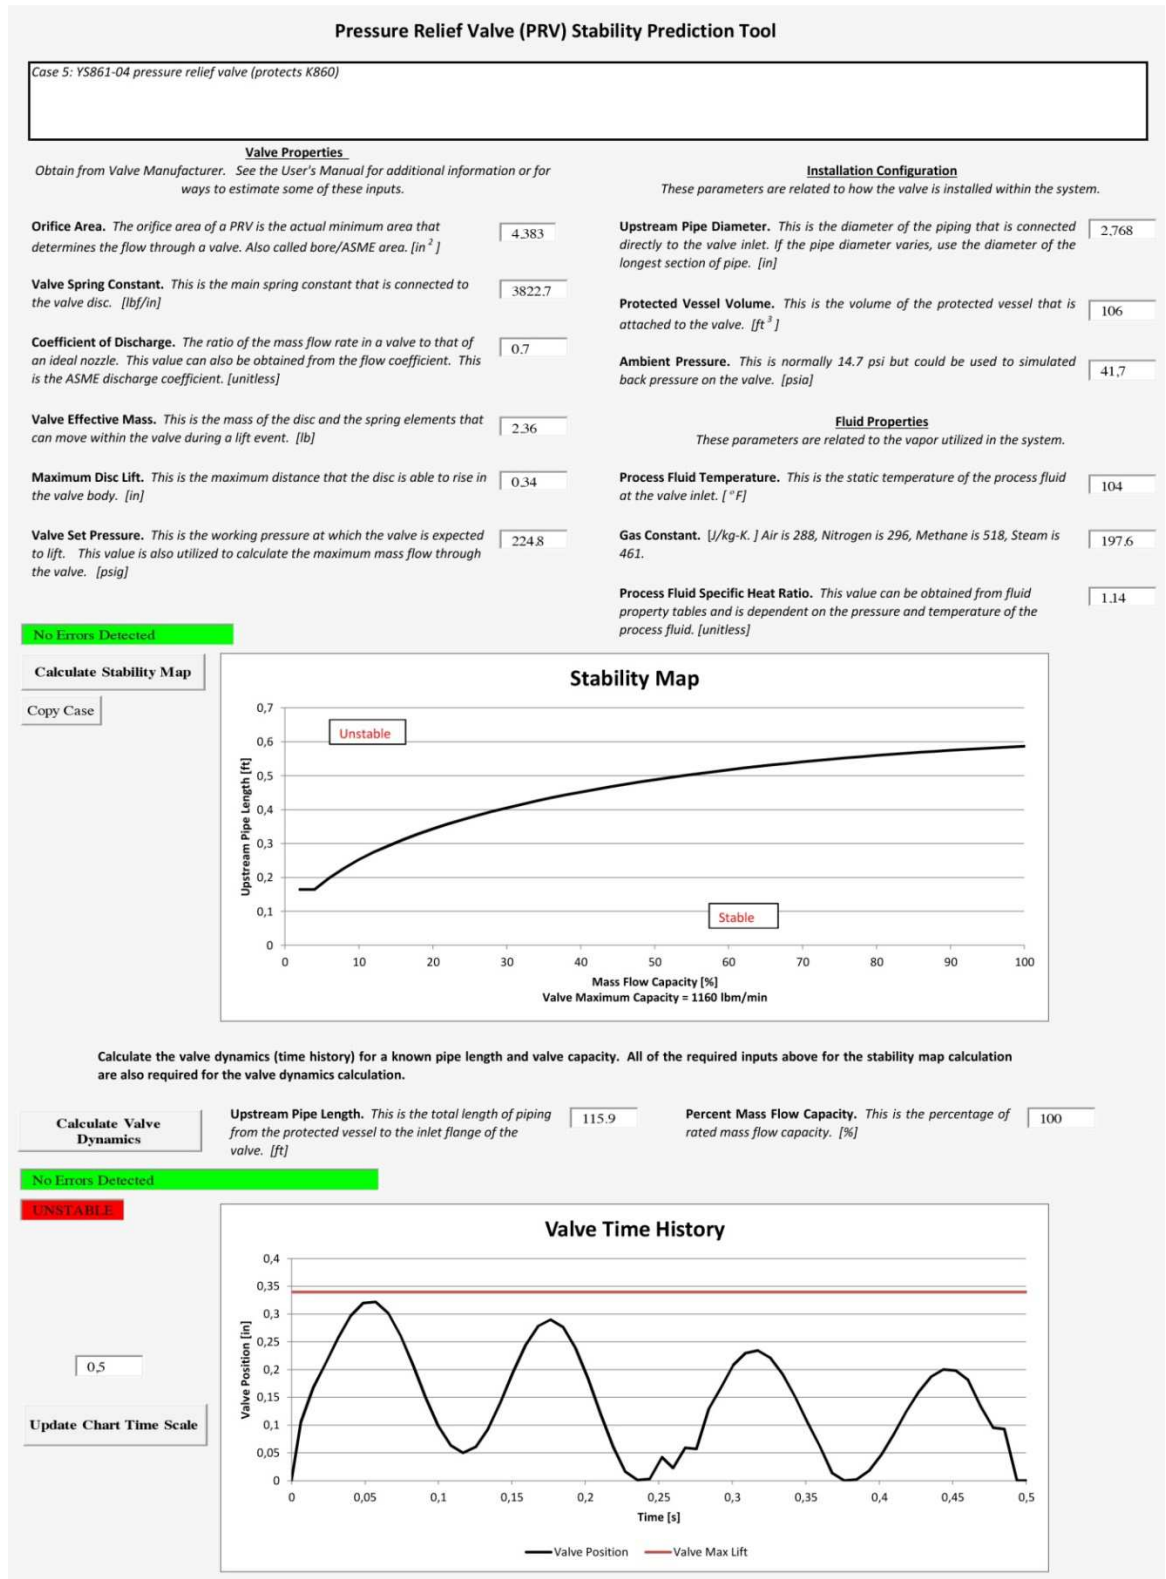 Pressure Relief Valve (PRV) Stability Prediction Tool
Case 5: YS861-04 pressure relief valve (protects K860)
Valve Properties
Obtain from Valve Manufacturer. See the User's Manual for additional information or for
ways to estimate some of these inputs.
Orifice Area. The orifice area of a PRV is the actual minimum area that
determines the flow through a valve. Also called bore/ASME area. [in 2 ]
4.383
Valve Spring Constant. This is the main spring constant that is connected to
the valve disc. [lbf/in]
3822.7
Coefficient of Discharge. The ratio of the mass flow rate in a valve to that of
an ideal nozzle. This value can also be obtained from the flow coefficient. This
is the ASME discharge coefficient. [unitless]
0.7
Valve Effective Mass. This is the mass of the disc and the spring elements that
can move within the valve during a lift event. [lb]
2.36
Maximum Disc Lift. This is the maximum distance that the disc is able to rise in
the valve body. [in]
0.34
Valve Set Pressure. This is the working pressure at which the valve is expected
to lift. This value is also utilized to calculate the maximum mass flow through
the valve. [psig]
224.8
Installation Configuration
These parameters are related to how the valve is installed within the system.
Upstream Pipe Diameter. This is the diameter of the piping that is connected
directly to the valve inlet. If the pipe diameter varies, use the diameter of the
longest section of pipe. [in]
2.768
Protected Vessel Volume. This is the volume of the protected vessel that is
attached to the valve. [ft 3 ]
106
Ambient Pressure. This is normally 14.7 psi but could be used to simulated
back pressure on the valve. [psia]
41,7
Fluid Properties
These parameters are related to the vapor utilized in the system.
Process Fluid Temperature. This is the static temperature of the process fluid
at the valve inlet. [ °F]
104
Gas Constant. [J/kg-K. ] Air is 288, Nitrogen is 296, Methane is 518, Steam is
461.
197.6
Process Fluid Specific Heat Ratio. This value can be obtained from fluid
property tables and is dependent on the pressure and temperature of the
process fluid. [unitless]
1.14
No Errors Detected
Calculate Stability Map
Copy Case
Stability Map
0,7
0,6
0,5
0,4
0,3
0,2
0,1
0
Upstream Pipe Length [ft]
Unstable
Stable
0 10 20 30 40 50 60 70 80 90 100
Mass Flow Capacity [%]
Valve Maximum Capacity = 1160 lbm/min
Calculate the valve dynamics (time history) for a known pipe length and valve capacity. All of the required inputs above for the stability map calculation
are also required for the valve dynamics calculation.
Calculate Valve
Dynamics
Upstream Pipe Length. This is the total length of piping
from the protected vessel to the inlet flange of the
valve. [ft]
115.9
Percent Mass Flow Capacity. This is the percentage of
rated mass flow capacity. [%]
100
No Errors Detected
UNSTABLE
0,5
Update Chart Time Scale
Valve Time History
0,4
0,35
0,3
0,25
0,2
0,15
0,1
0,05
0
Valve Position [in]
0 0,05 0,1 0,15 0,2 0,25 0,3 0,35 0,4 0,45 0,5
Time [s]
Valve Position Valve Max Lift